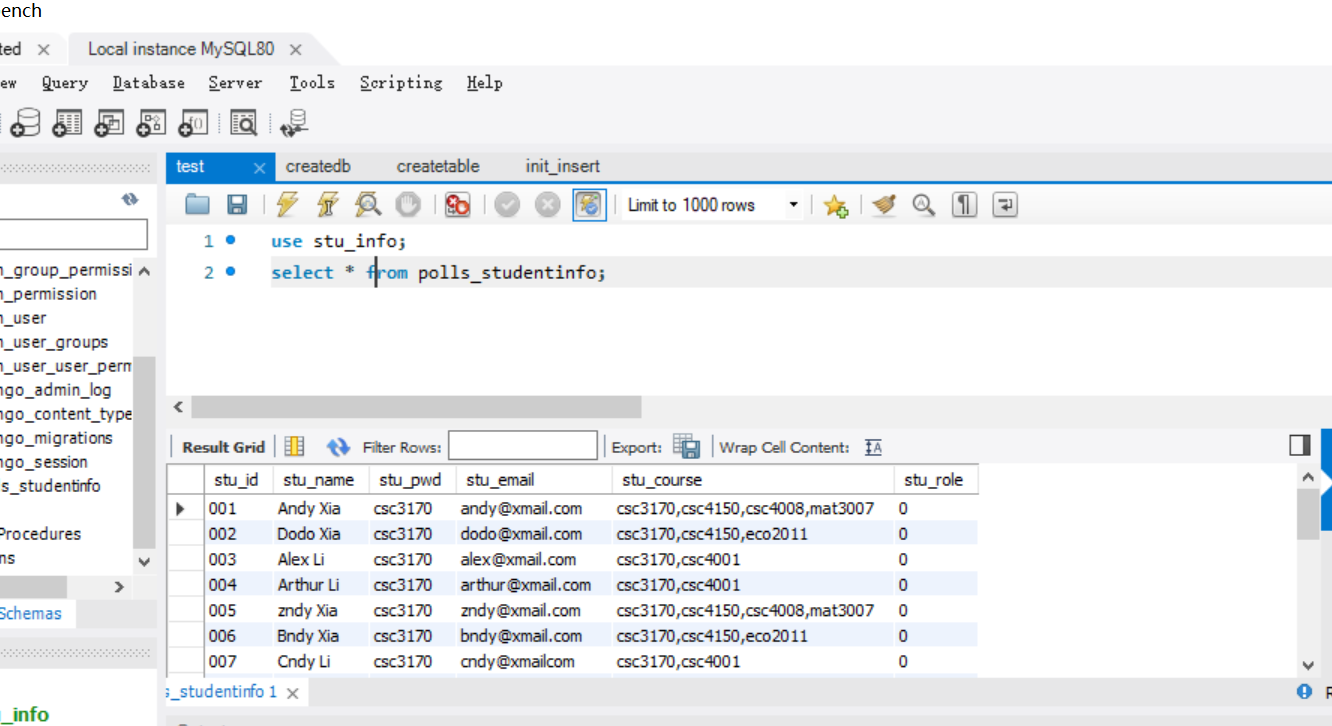 ench
ted
Local instance MySQL80
ew Query Database Server Tools Scripting Help
test createdb createtable init_insert
Limit to 1000 rows
1 use stu_info;
2 select * from polls_studentinfo;
n_group_permissi
n_permission
n_user
n_user_groups
n_user_user_perm
ngo_admin_log
ngo_content_type
ngo_migrations
ngo_session
s_studentinfo
Procedures
ns
Schemas
_info
Result Grid Filter Rows: Export: Wrap Cell Content:
stu_id stu_name stu_pwd stu_email stu_course stu_role
001 Andy Xia csc3170 andy@xmail.com csc3170,csc4150,csc4008,mat3007 0
002 Dodo Xia csc3170 dodo@xmail.com csc3170,csc4150,eco2011 0
003 Alex Li csc3170 alex@xmail.com csc3170,csc4001 0
004 Arthur Li csc3170 arthur@xmail.com csc3170,csc4001 0
005 zndy Xia csc3170 zndy@xmail.com csc3170,csc4150,csc4008,mat3007 0
006 Bndy Xia csc3170 bndy@xmail.com csc3170,csc4150,eco2011 0
007 Cndy Li csc3170 cndy@xmailcom csc3170,csc4001 0
s_studentinfo 1
R